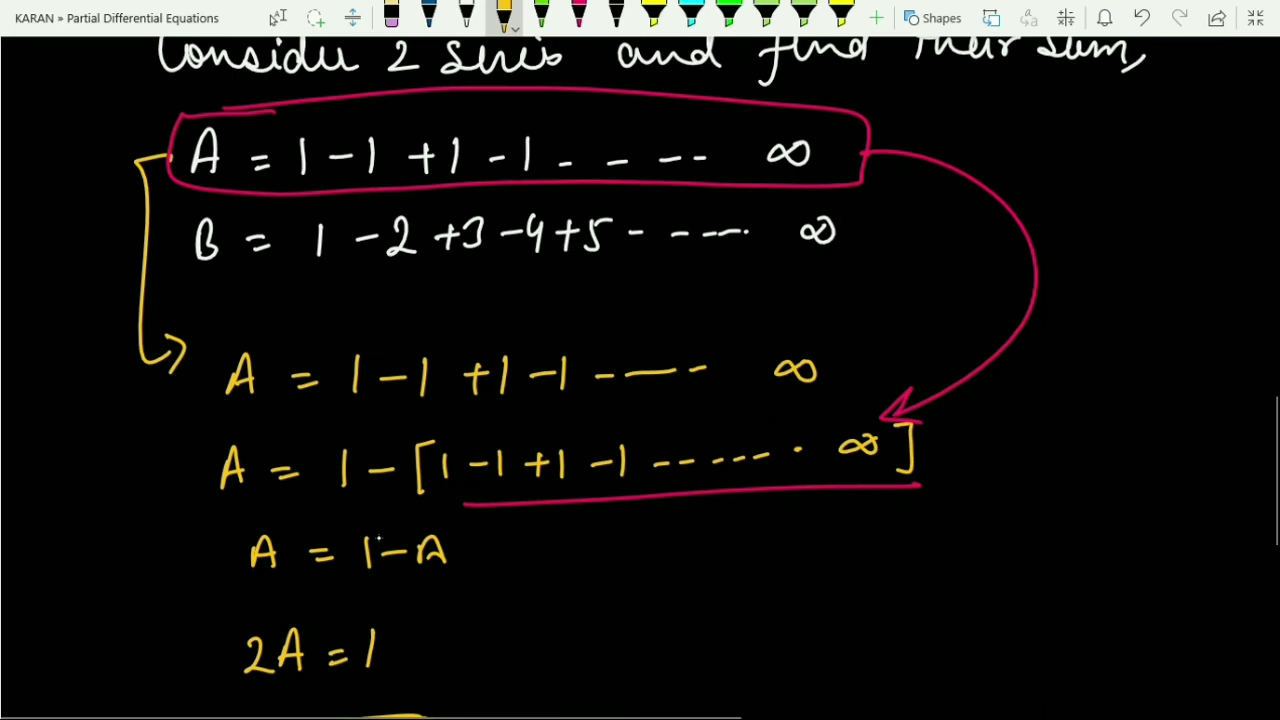 KARAN » Partial Differential Equations
Shapes
Consider 2 series and find their sum,
A = 1 - 1 + 1 - 1 - - -- - ∞
B = 1 - 2 + 3 - 4 + 5 - - --- ∞
A = 1 - 1 + 1 - 1 - --- - ∞
A = 1 - [1 - 1 + 1 - 1 ------ . ∞]
A = 1 - A
2A = 1